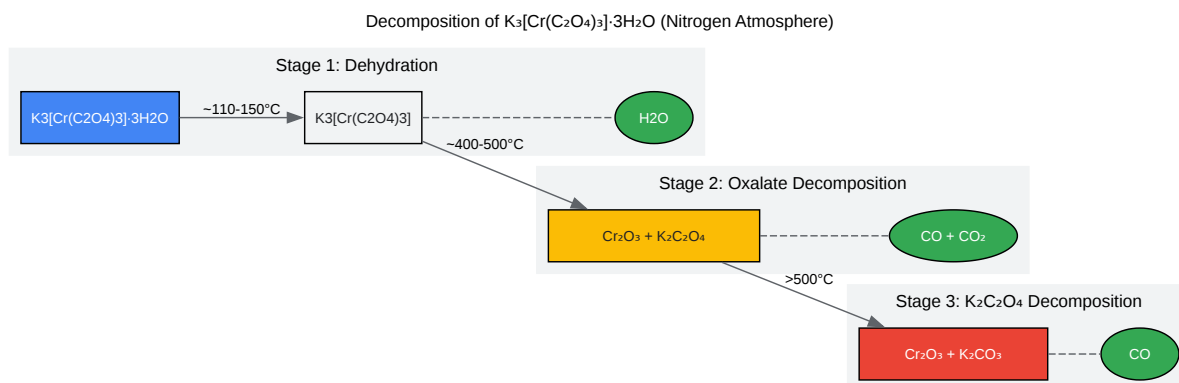 Decomposition of K₃[Cr(C₂O₄)₃]·3H₂O (Nitrogen Atmosphere)
Stage 1: Dehydration
K3[Cr(C2O4)3]·3H2O
~110-150°C
K3[Cr(C2O4)3]
H2O
~400-500°C
Stage 2: Oxalate Decomposition
Cr₂O₃ + K₂C₂O₄
CO + CO₂
>500°C
Stage 3: K₂C₂O₄ Decomposition
Cr₂O₃ + K₂CO₃
CO